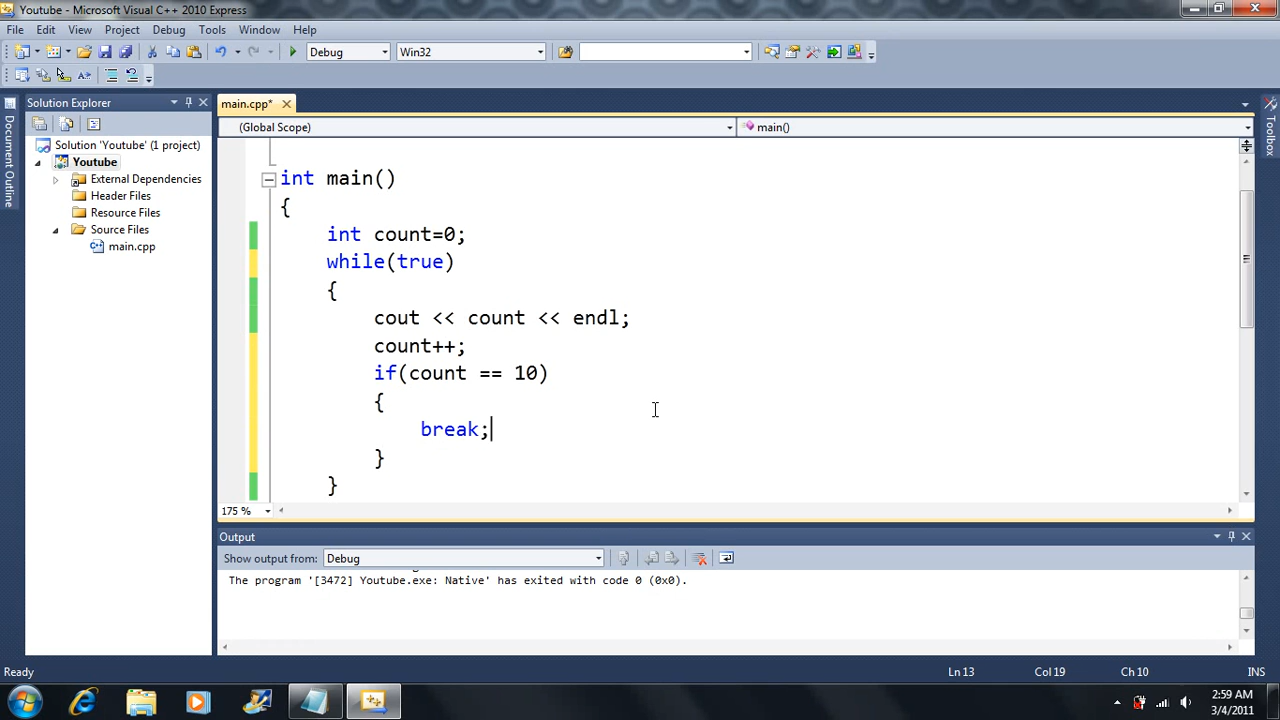 Youtube - Microsoft Visual C++ 2010 Express
File Edit View Project Debug Tools Window Help
Debug Win32
Solution Explorer
main.cpp*
Document Outline
(Global Scope) main()
Toolbox
Solution 'Youtube' (1 project)
Youtube
External Dependencies
Header Files
Resource Files
Source Files
main.cpp
int main()
{
int count=0;
while(true)
{
cout << count << endl;
count++;
if(count == 10)
{
break;
}
}
175 %
Output
Show output from: Debug
The program '[3472] Youtube.exe: Native' has exited with code 0 (0x0).
Ready Ln 13 Col 19 Ch 10 INS
2:59 AM
3/4/2011